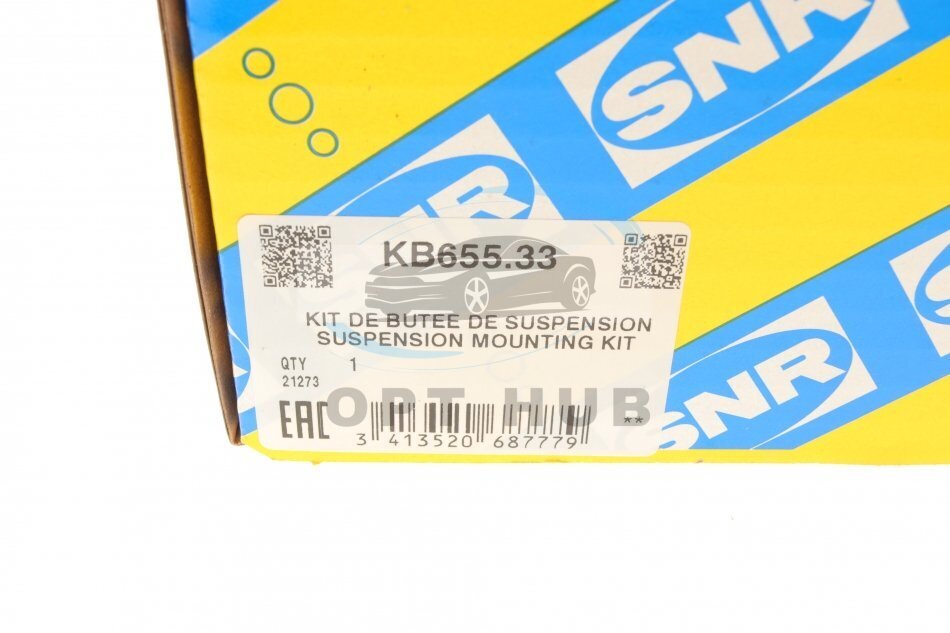 SNR
SNR
KB655.33
KIT DE BUTEE DE SUSPENSION
SUSPENSION MOUNTING KIT
QTY 1
21273
EAC
OPT HUB
3 413520 687779
**
SNR